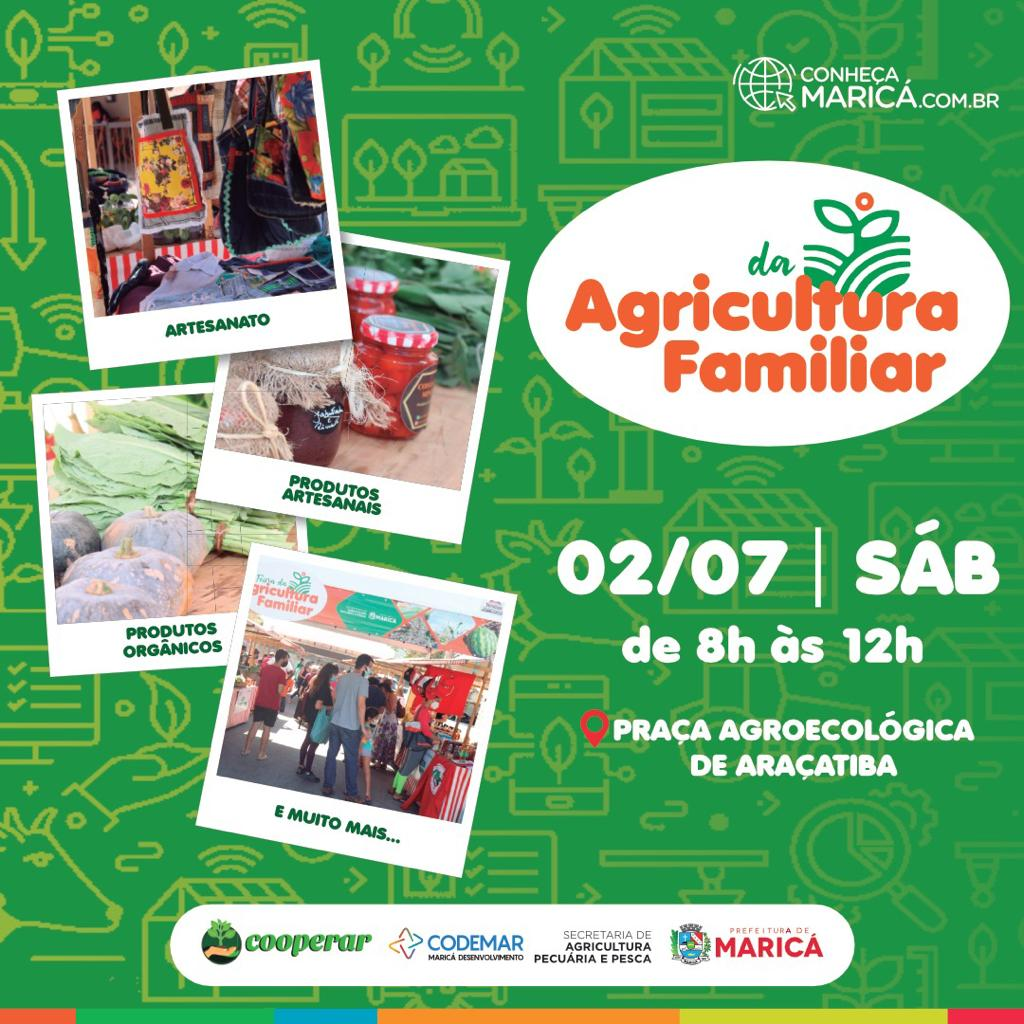 CONHEÇA
MARICÁ.COM.BR
da
Agricultura
Familiar
ARTESANATO
PRODUTOS
ARTESANAIS
PRODUTOS
ORGÂNICOS
Feira da
gricultura
Familiar
MARICÁ
E MUITO MAIS...
02/07 | SÁB
de 8h às 12h
PRAÇA AGROECOLÓGICA
DE ARAÇATIBA
cooperar
CODEMAR
MARICÁ DESENVOLVIMENTO
SECRETARIA DE
AGRICULTURA
PECUÁRIA E PESCA
PREFEITURA DE
MARICÁ